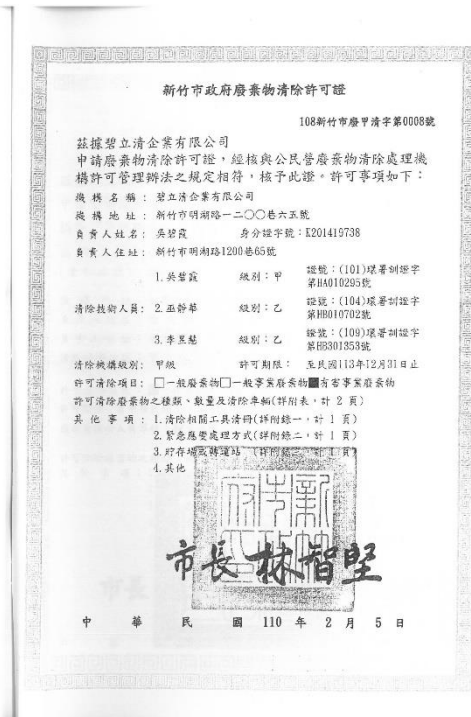 新竹市政府廢棄物清除許可證
108新竹市廢甲清字第0008號
茲據碧立清企業有限公司
申請廢棄物清除許可證,經核與公民營廢棄物清除處理機
構許可管理辦法之規定相符,核予此證。許可事項如下:
機構名稱: 碧立清企業有限公司
機構地址: 新竹市明湖路一二○○巷六五號
負責人姓名: 吳碧霞 身分證字號:K201419738
負責人住址: 新竹市明湖路1200巷65號
1.吳碧霞 級別:甲 證號:(101)環署訓證字
第HA010295號
清除技術人員: 2.巫靜華 級別:乙 證號:(104)環署訓證字
第HB010702號
3.李昱慧 級別:乙 證號:(109)環署訓證字
第HB301353號
清除機構級別: 甲級 許可期限: 至民國113年12月31日止
許可清除項目:□一般廢棄物□一般事業廢棄物■有害事業廢棄物
許可清除廢棄物之種類、數量及清除車輛(詳附表,計 2 頁)
其他事項:1.清除相關工具清冊(詳附錄一,計 1 頁)
2.緊急應變處理方式(詳附錄二,計 1 頁)
3.貯存場或轉運站 (詳附錄三,計 1 頁)
4.其他
市長 林智堅
中 華 民 國 110 年 2 月 5 日